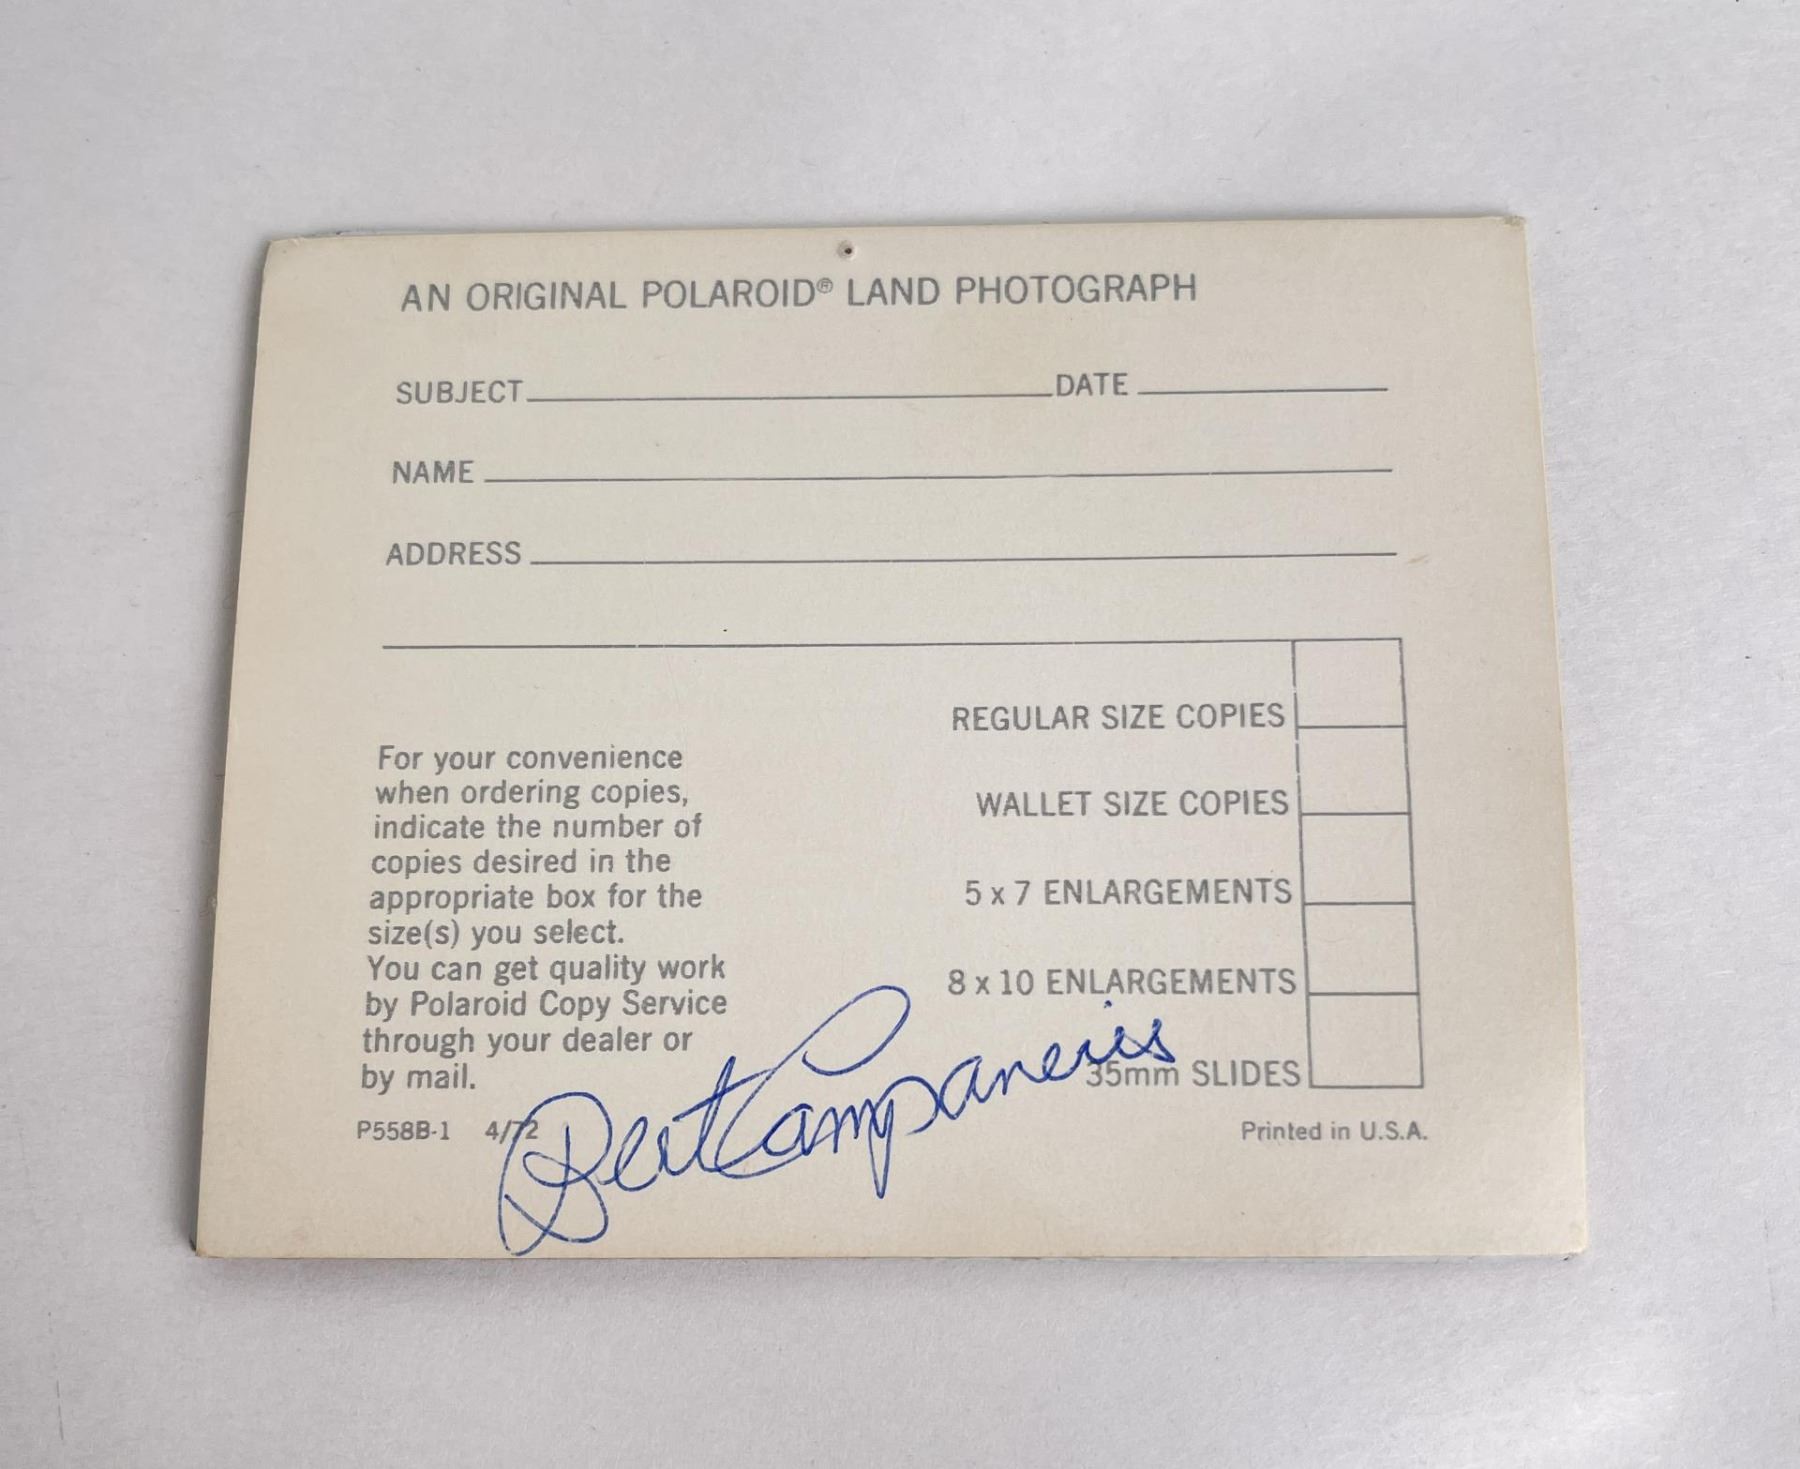 AN ORIGINAL POLAROID® LAND PHOTOGRAPH
SUBJECT DATE
NAME
ADDRESS
REGULAR SIZE COPIES
WALLET SIZE COPIES
5 x 7 ENLARGEMENTS
8 x 10 ENLARGEMENTS
35mm SLIDES
For your convenience
when ordering copies,
indicate the number of
copies desired in the
appropriate box for the
size(s) you select.
You can get quality work
by Polaroid Copy Service
through your dealer or
by mail.
P558B-1 4/72
Printed in U.S.A.
Bert Campaneris